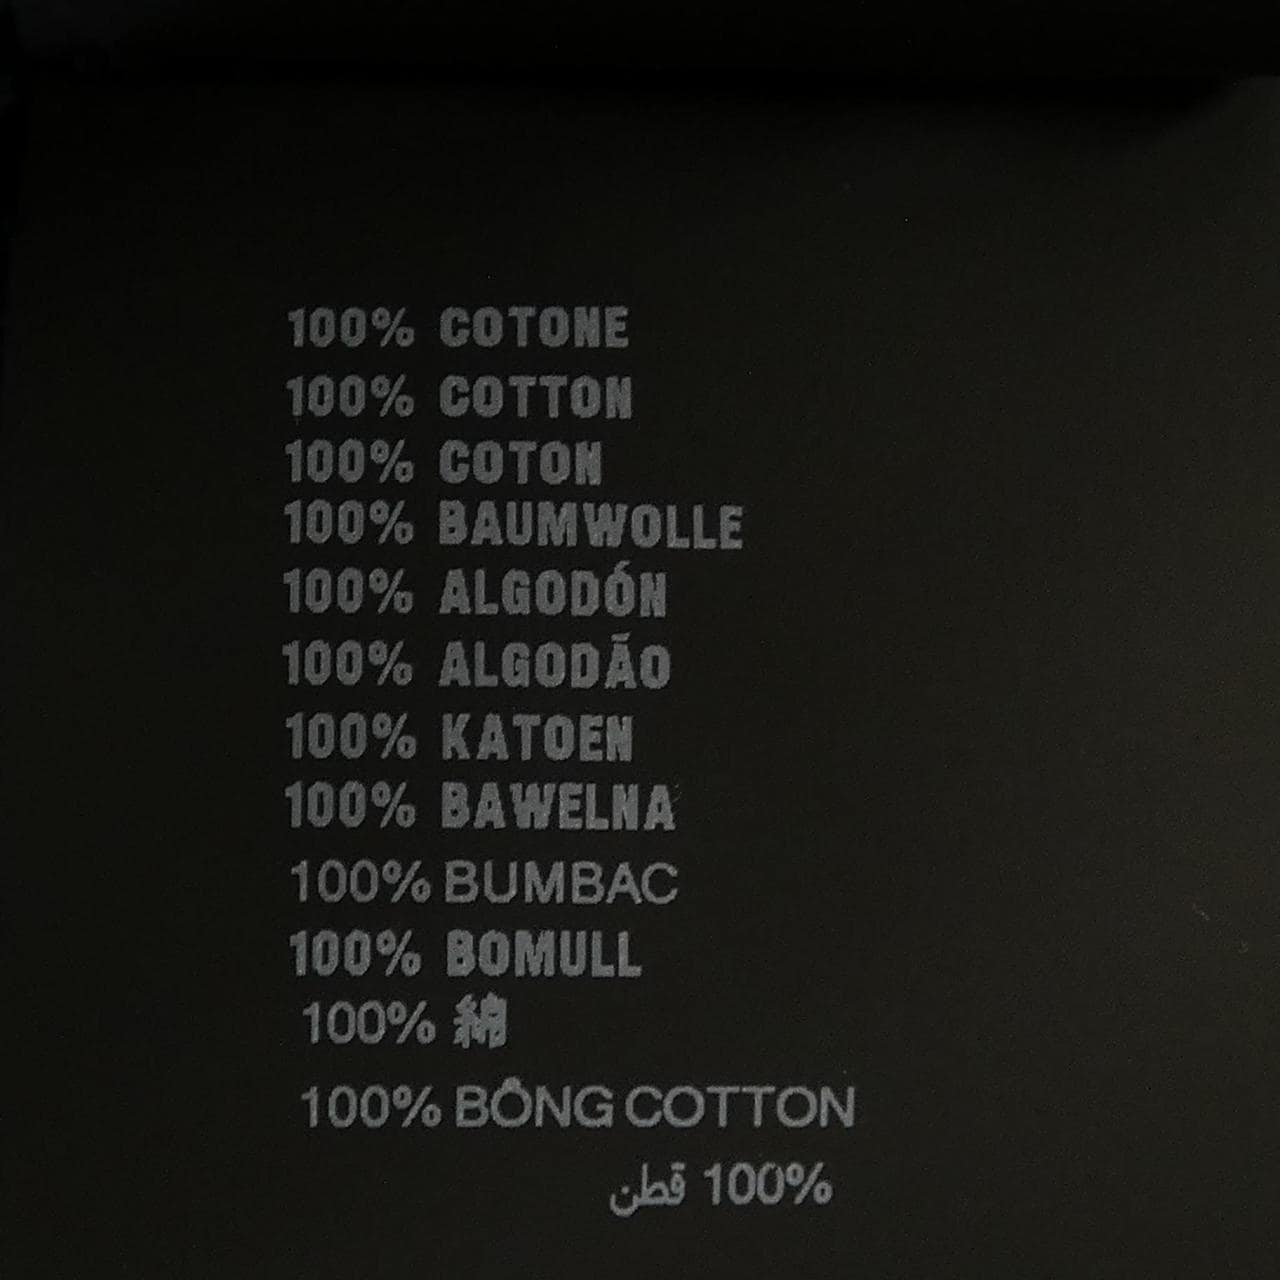 100% COTONE
100% COTTON
100% COTON
100% BAUMWOLLE
100% ALGODÓN
100% ALGODÃO
100% KATOEN
100% BAWELNA
100% BUMBAC
100% BOMULL
100% 綿
100% BÔNG COTTON
100% قطن